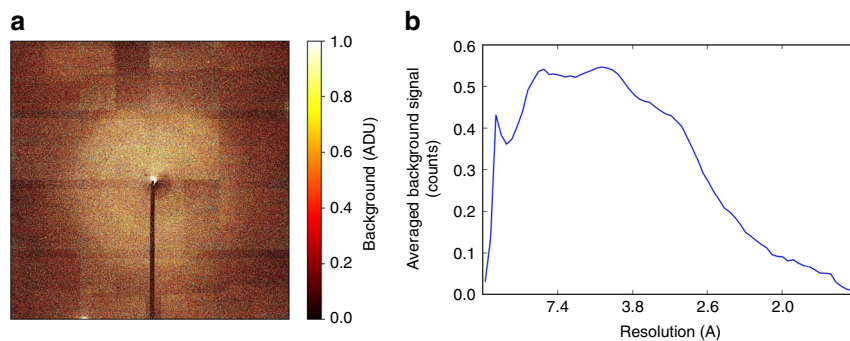 a
1.0
0.8
0.6
0.4
0.2
0.0
Background (ADU)
b
0.6
0.5
0.4
0.3
0.2
0.1
0.0
Averaged background signal
(counts)
7.4
3.8
2.6
2.0
Resolution (A)